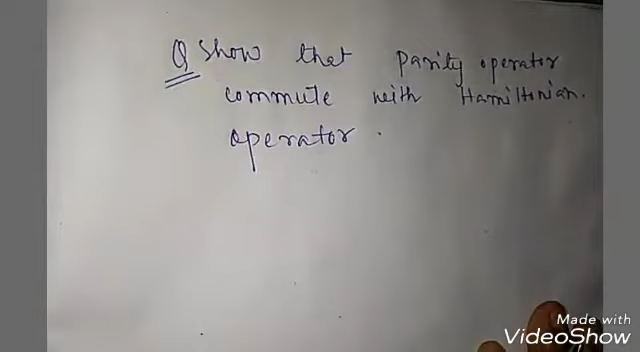 Q Show that Parity operator
commute with Hamiltonian.
operator.
Made with
VideoShow